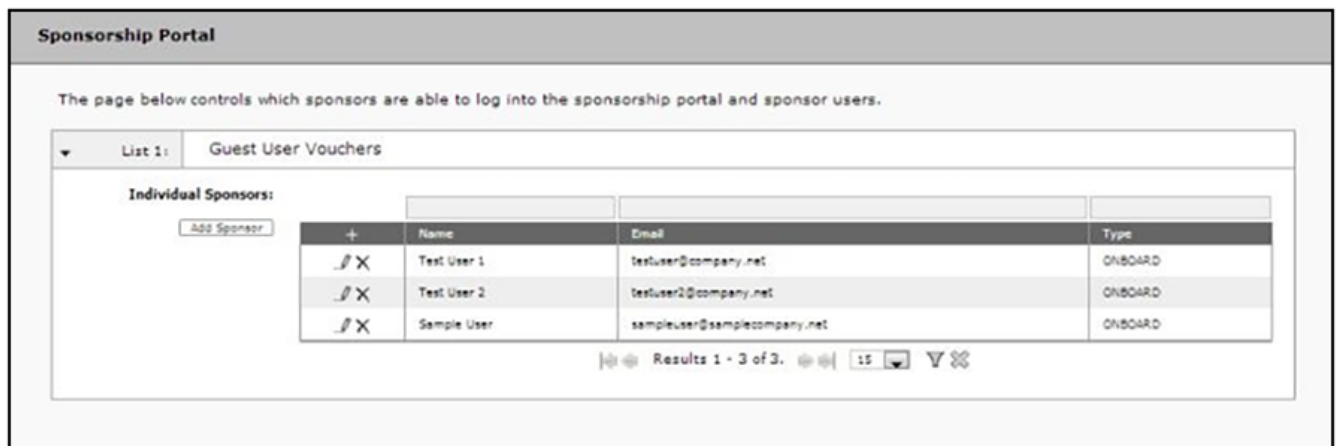 Sponsorship Portal
The page below controls which sponsors are able to log into the sponsorship portal and sponsor users.
List 1: Guest User Vouchers
Individual Sponsors:
Add Sponsor
+ Name Email Type
Test User 1 testuser@company.net ONBOARD
Test User 2 testuser2@company.net ONBOARD
Sample User sampleuser@samplecompany.net ONBOARD
Results 1 - 3 of 3. 15